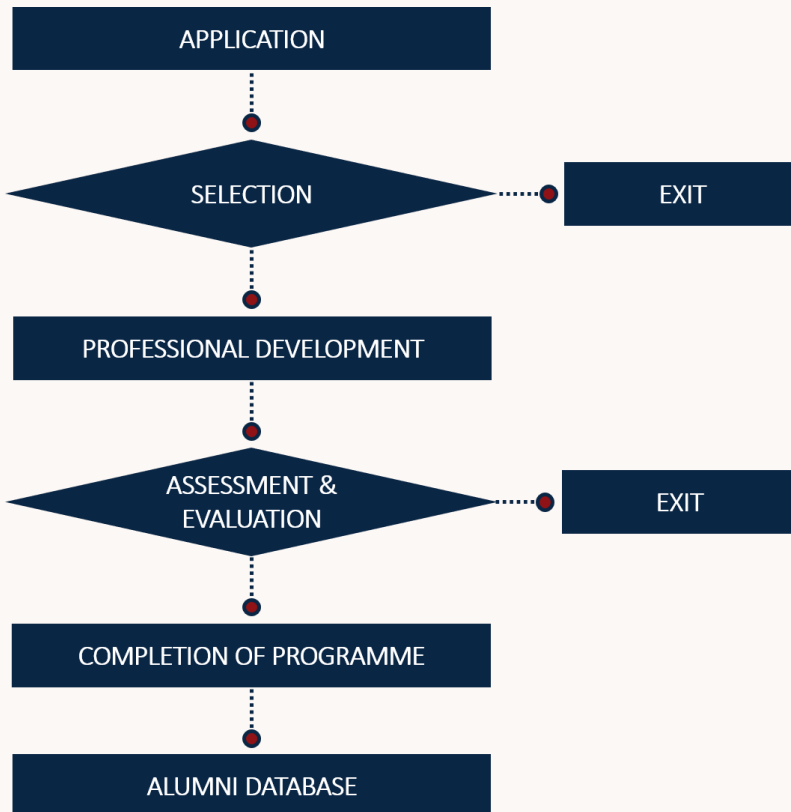 APPLICATION
SELECTION
EXIT
PROFESSIONAL DEVELOPMENT
ASSESSMENT &
EVALUATION
EXIT
COMPLETION OF PROGRAMME
ALUMNI DATABASE